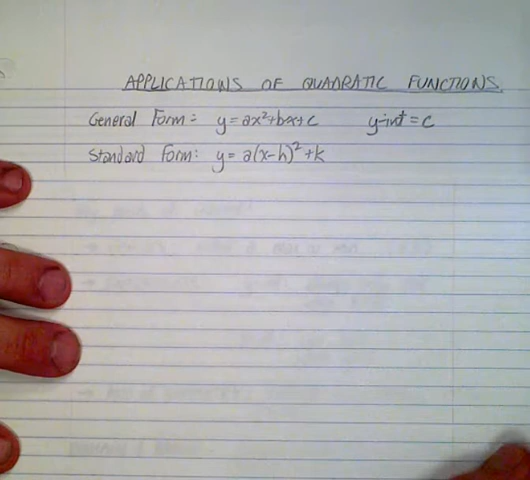 APPLICATIONS OF QUADRATIC FUNCTIONS
General Form: y = ax²+bx+c y-int = c
Standard Form: y = a(x-h)² + k